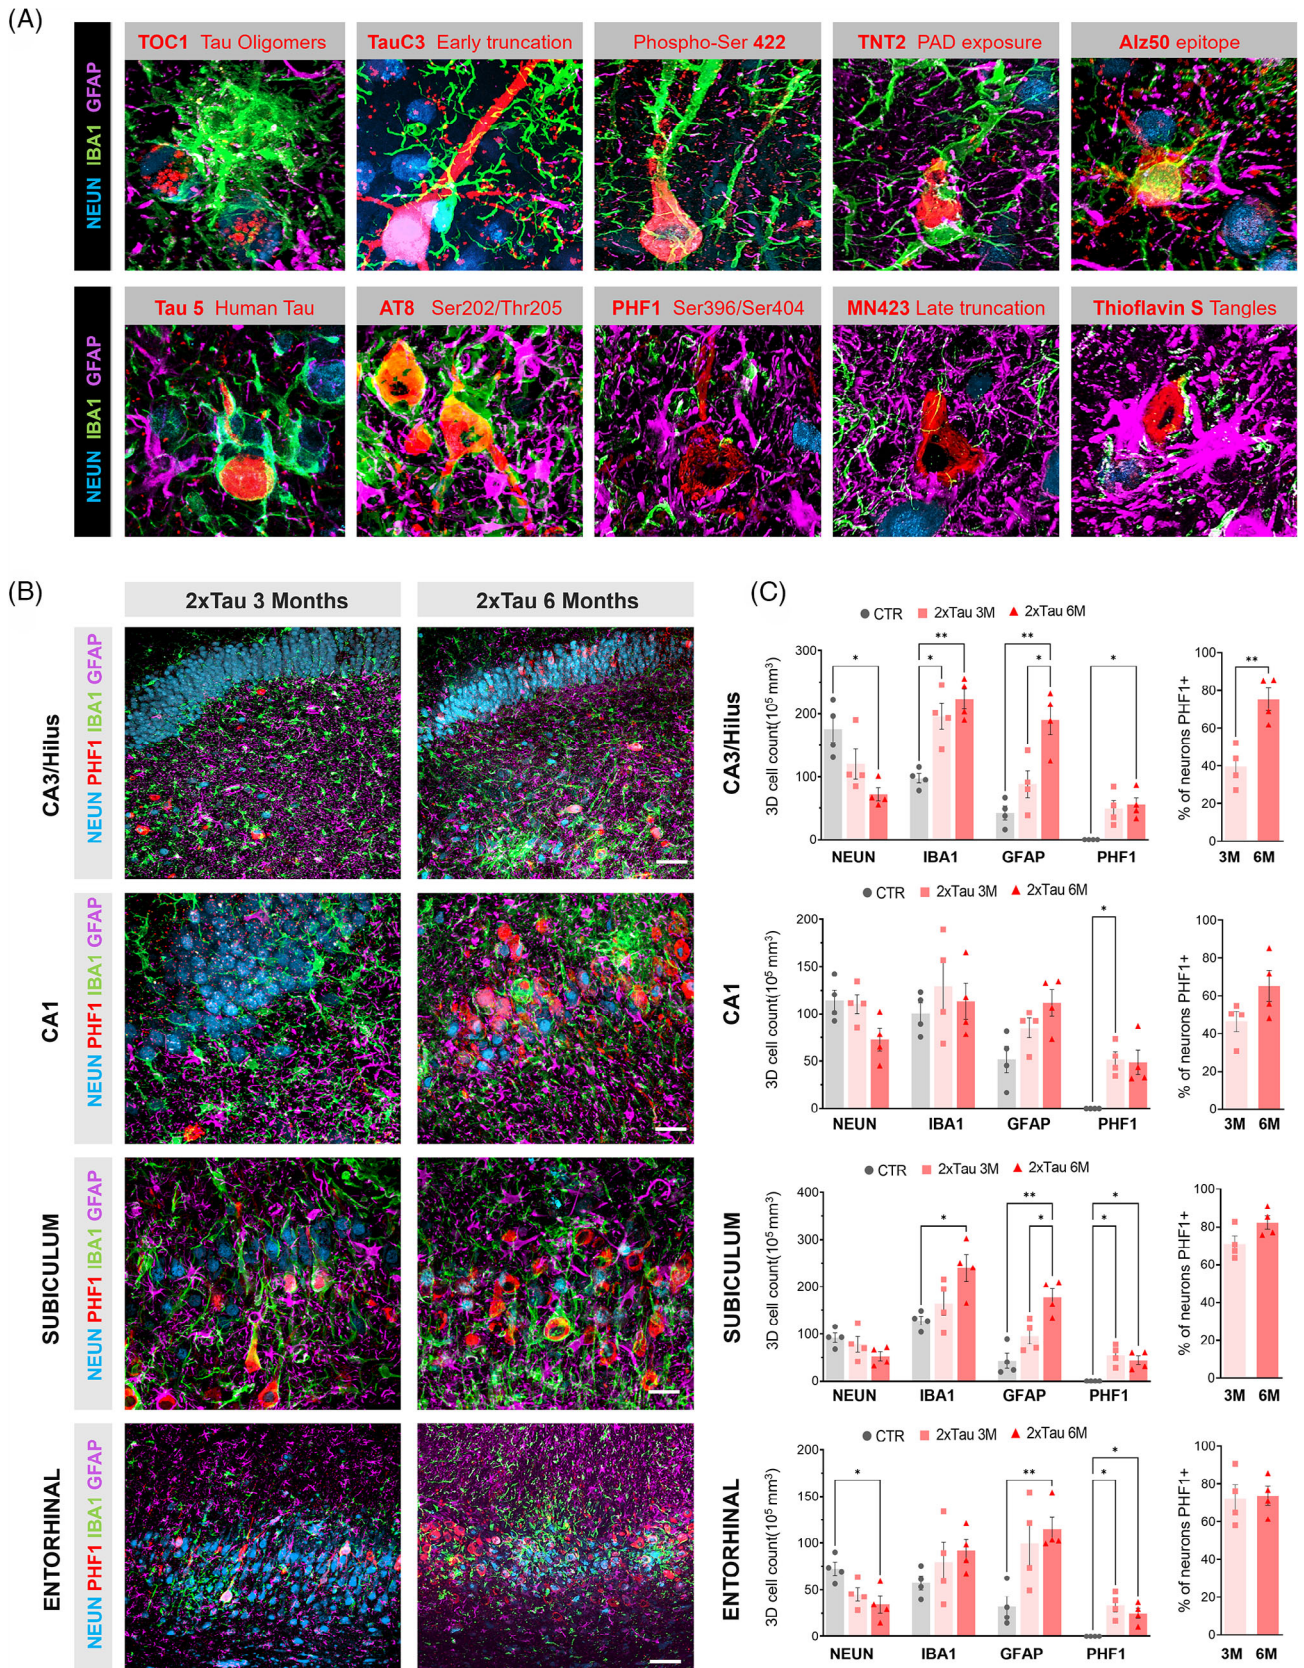 (A)
NEUN IBA1 GFAP
TOC1 Tau Oligomers
TauC3 Early truncation
Phospho-Ser 422
TNT2 PAD exposure
Alz50 epitope
NEUN IBA1 GFAP
Tau 5 Human Tau
AT8 Ser202/Thr205
PHF1 Ser396/Ser404
MN423 Late truncation
Thioflavin S Tangles
(B)
2xTau 3 Months
2xTau 6 Months
CA3/Hilus
NEUN PHF1 IBA1 GFAP
CA1
NEUN PHF1 IBA1 GFAP
SUBICULUM
NEUN PHF1 IBA1 GFAP
ENTORHINAL
NEUN PHF1 IBA1 GFAP
(C)
CTR 2xTau 3M 2xTau 6M
CA3/Hilus
3D cell count(10⁵ mm³)
300
200
100
0
* * ** ** * *
NEUN IBA1 GFAP PHF1
% of neurons PHF1+
100
80
60
40
20
0
**
3M 6M
CTR 2xTau 3M 2xTau 6M
CA1
3D cell count(10⁵ mm³)
200
150
100
50
0
*
NEUN IBA1 GFAP PHF1
% of neurons PHF1+
100
80
60
40
20
0
3M 6M
CTR 2xTau 3M 2xTau 6M
SUBICULUM
3D cell count(10⁵ mm³)
400
300
200
100
0
* ** * * *
NEUN IBA1 GFAP PHF1
% of neurons PHF1+
100
80
60
40
20
0
3M 6M
CTR 2xTau 3M 2xTau 6M
ENTORHINAL
3D cell count(10⁵ mm³)
200
150
100
50
0
* ** * *
NEUN IBA1 GFAP PHF1
% of neurons PHF1+
100
80
60
40
20
0
3M 6M